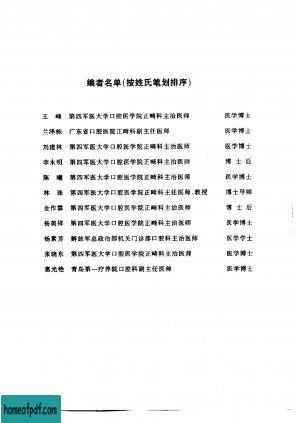 编者名单(按姓氏笔划排序)
王 峰 第四军医大学口腔医学院正畸科主治医师 医学博士
兰泽栋 广东省口腔医院正畸科副主任医师 医学博士
刘建林 第四军医大学口腔医学院正畸科主治医师 医学博士
李永明 第四军医大学口腔医学院正畸科主治医师 博士后
陈 曦 第四军医大学口腔医学院正畸科主治医师 医学博士
林 珠 第四军医大学口腔医学院正畸科主任医师、教授 博士导师
金作霖 第四军医大学口腔医学院正畸科主治医师 博士后
杨美祥 第四军医大学口腔医学院正畸科主治医师 医学博士
杨素芳 解放军总政治部机关门诊部口腔科主治医师 医学学士
张晓东 第四军医大学口腔医学院正畸科主治医师 医学博士
惠光艳 青岛第一疗养院口腔科副主任医师 医学博士
homeofpdf.com
homeofpdf.com